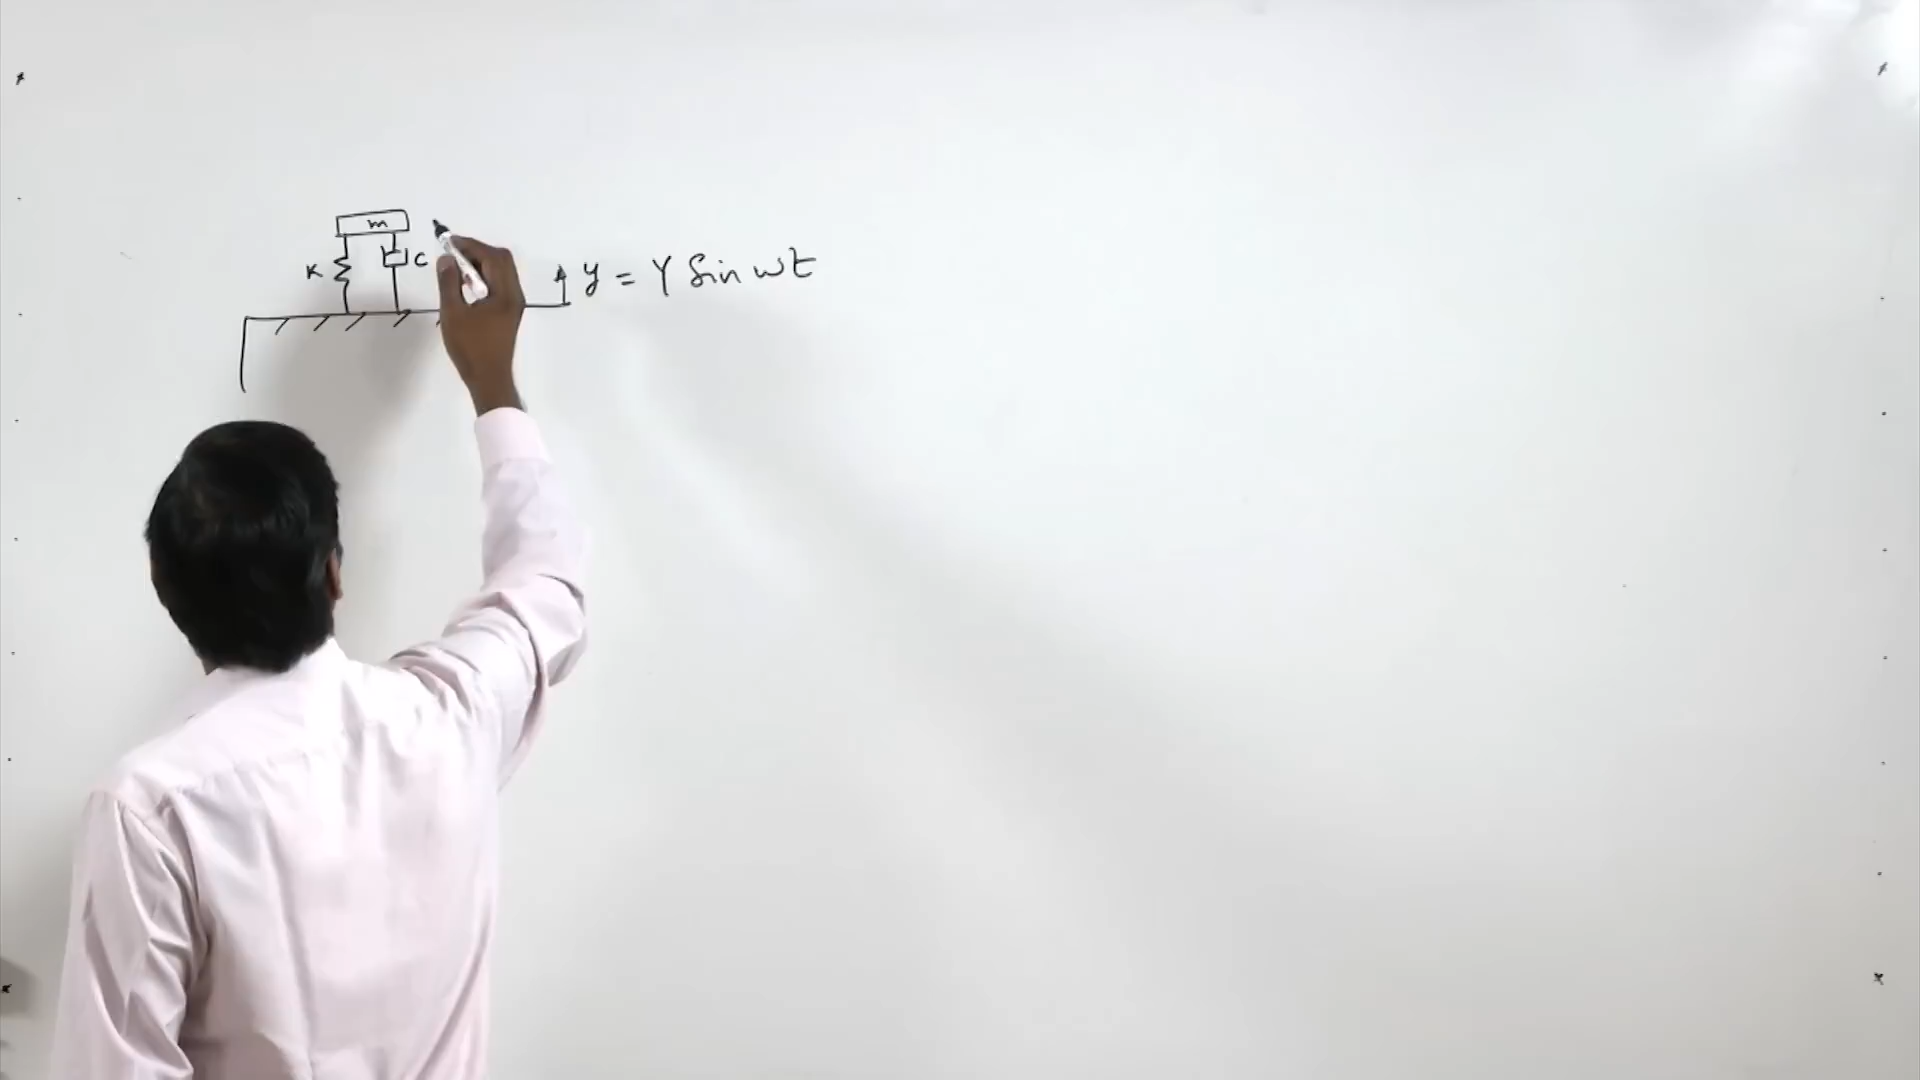 m
K C
y = Y Sin ωt